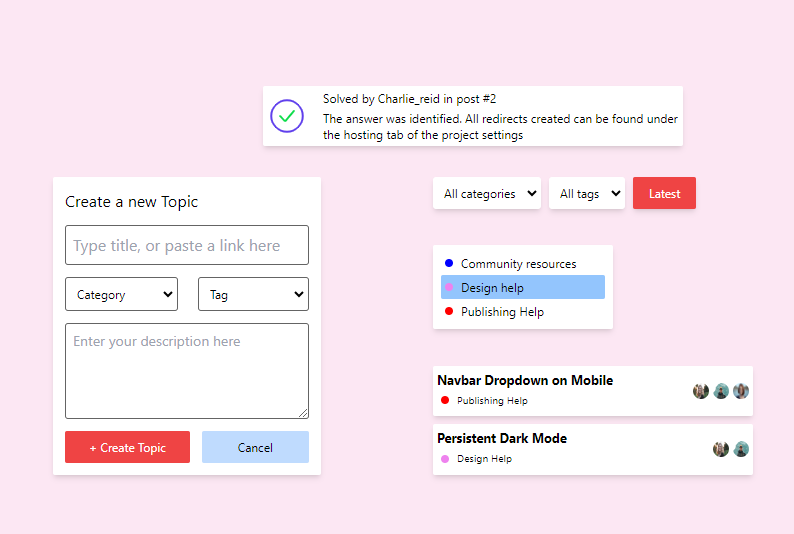 Solved by Charlie_reid in post #2
The answer was identified. All redirects created can be found under
the hosting tab of the project settings
Create a new Topic
Type title, or paste a link here
Category
Tag
Enter your description here
+ Create Topic
Cancel
All categories
All tags
Latest
Community resources
Design help
Publishing Help
Navbar Dropdown on Mobile
Publishing Help
Persistent Dark Mode
Design Help